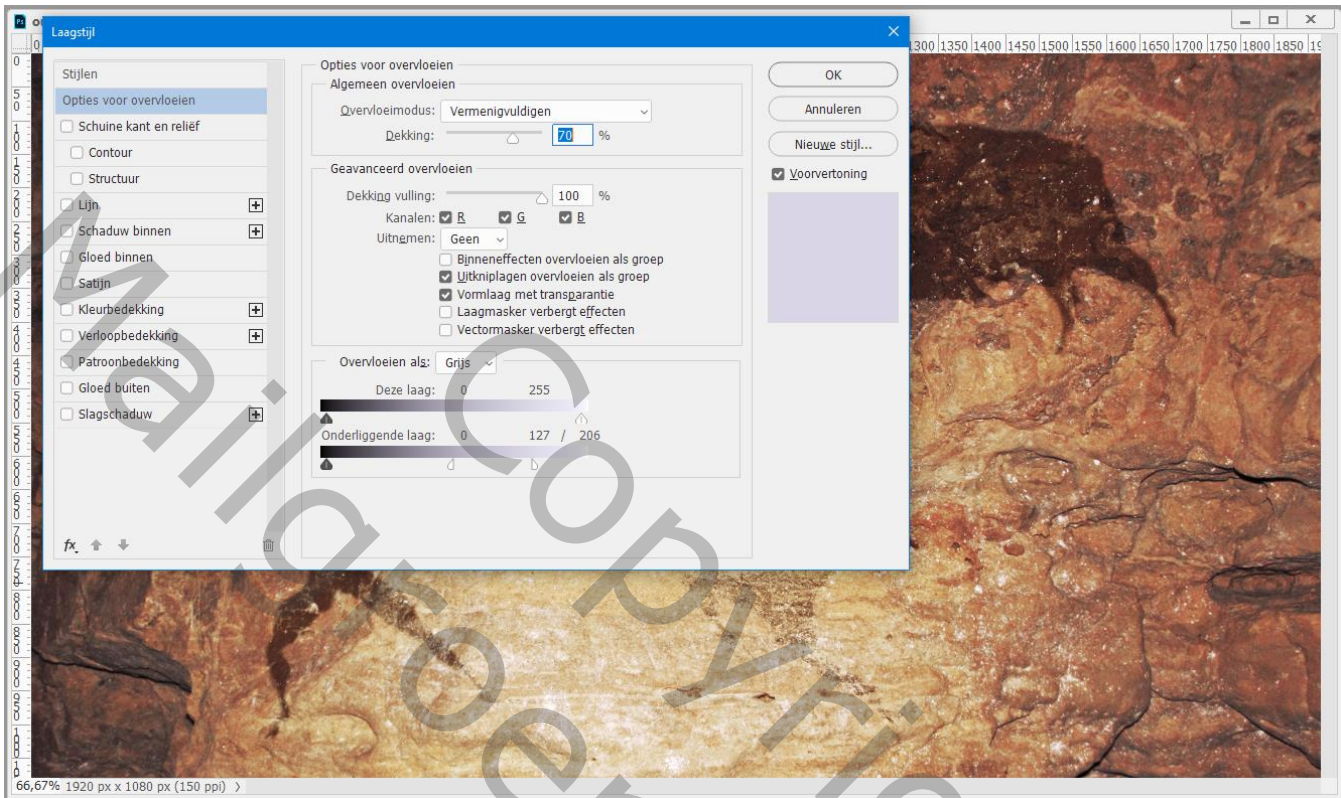 Ps
Laagstijl
1300 1350 1400 1450 1500 1550 1600 1650 1700 1750 1800 1850
Stijlen
Opties voor overvloeien
Schuine kant en reliëf
Contour
Structuur
Lijn
Schaduw binnen
Gloed binnen
Satijn
Kleurbedekking
Verloopbedekking
Patroonbedekking
Gloed buiten
Slagschaduw
fx
Opties voor overvloeien
Algemeen overvloeien
Overvloeimodus: Vermenigvuldigen
Dekking: 70 %
Geavanceerd overvloeien
Dekking vulling: 100 %
Kanalen: R G B
Uitnemen: Geen
Binneneffecten overvloeien als groep
Uitkniplagen overvloeien als groep
Vormlaag met transparantie
Laagmasker verbergt effecten
Vectormasker verbergt effecten
Overvloeien als: Grijs
Deze laag: 0 255
Onderliggende laag: 0 127 / 206
OK
Annuleren
Nieuwe stijl...
Voorvertoning
66,67% 1920 px x 1080 px (150 ppi)